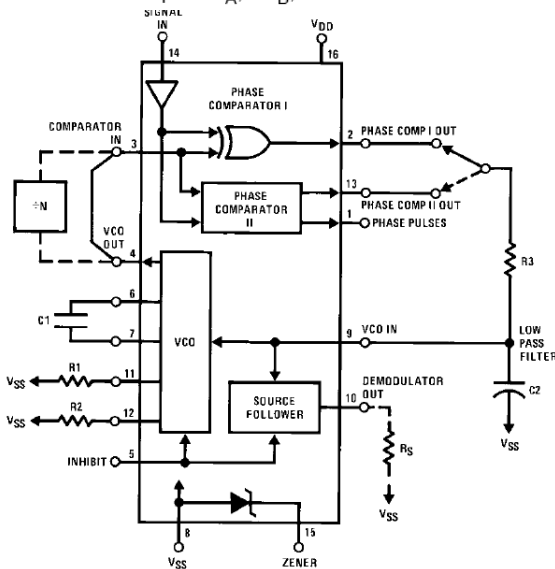 A, B,
SIGNAL
IN
14
VDD
16
PHASE
COMPARATOR I
COMPARATOR
IN
3
2
PHASE COMP I OUT
÷N
PHASE
COMPARATOR
II
13
PHASE COMP II OUT
1
PHASE PULSES
VCO
OUT
4
R3
6
C1
7
VCO
9
VCO IN
LOW
PASS
FILTER
R1
VSS
11
R2
VSS
12
SOURCE
FOLLOWER
DEMODULATOR
OUT
10
C2
VSS
INHIBIT
5
RS
VSS
8
VSS
15
ZENER